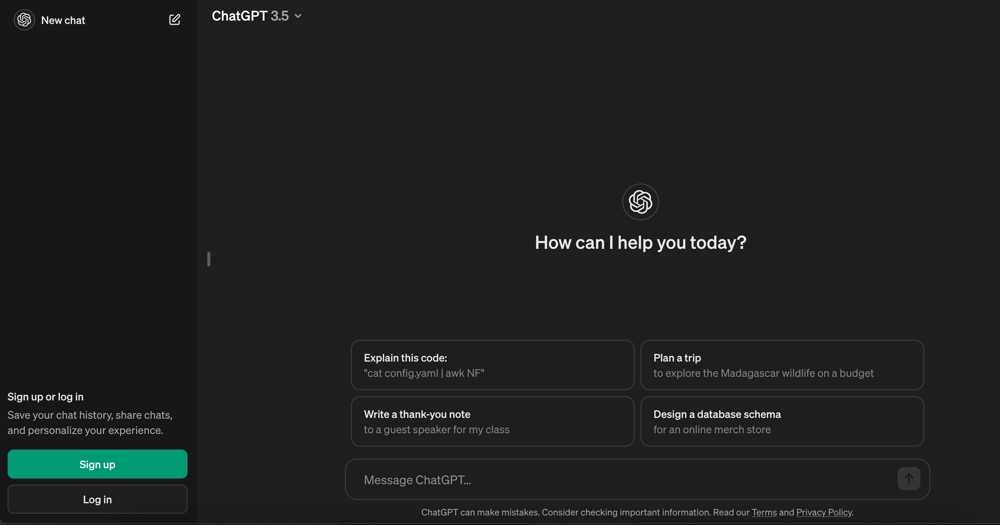 New chat
ChatGPT 3.5
How can I help you today?
Explain this code:
"cat config.yaml | awk NF"
Plan a trip
to explore the Madagascar wildlife on a budget
Write a thank-you note
to a guest speaker for my class
Design a database schema
for an online merch store
Sign up or log in
Save your chat history, share chats,
and personalize your experience.
Sign up
Log in
Message ChatGPT...
ChatGPT can make mistakes. Consider checking important information. Read our Terms and Privacy Policy.